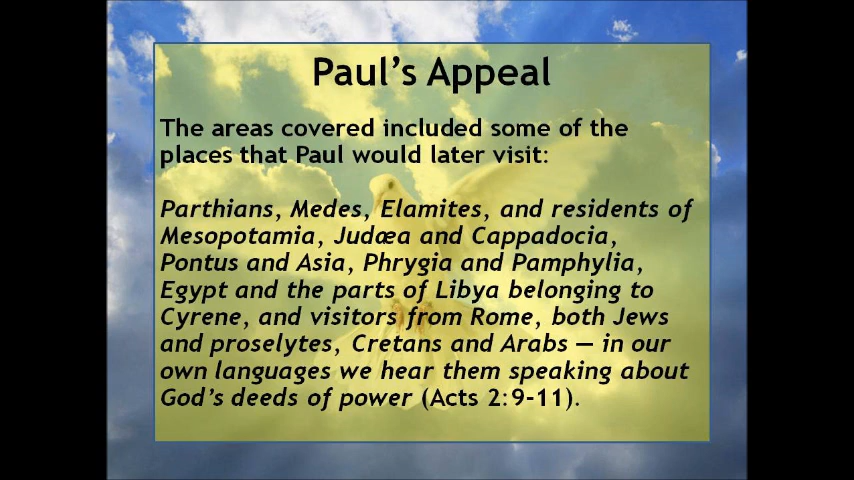 Paul’s Appeal
The areas covered included some of the
places that Paul would later visit:
Parthians, Medes, Elamites, and residents of
Mesopotamia, Judæa and Cappadocia,
Pontus and Asia, Phrygia and Pamphylia,
Egypt and the parts of Libya belonging to
Cyrene, and visitors from Rome, both Jews
and proselytes, Cretans and Arabs — in our
own languages we hear them speaking about
God’s deeds of power (Acts 2:9-11).